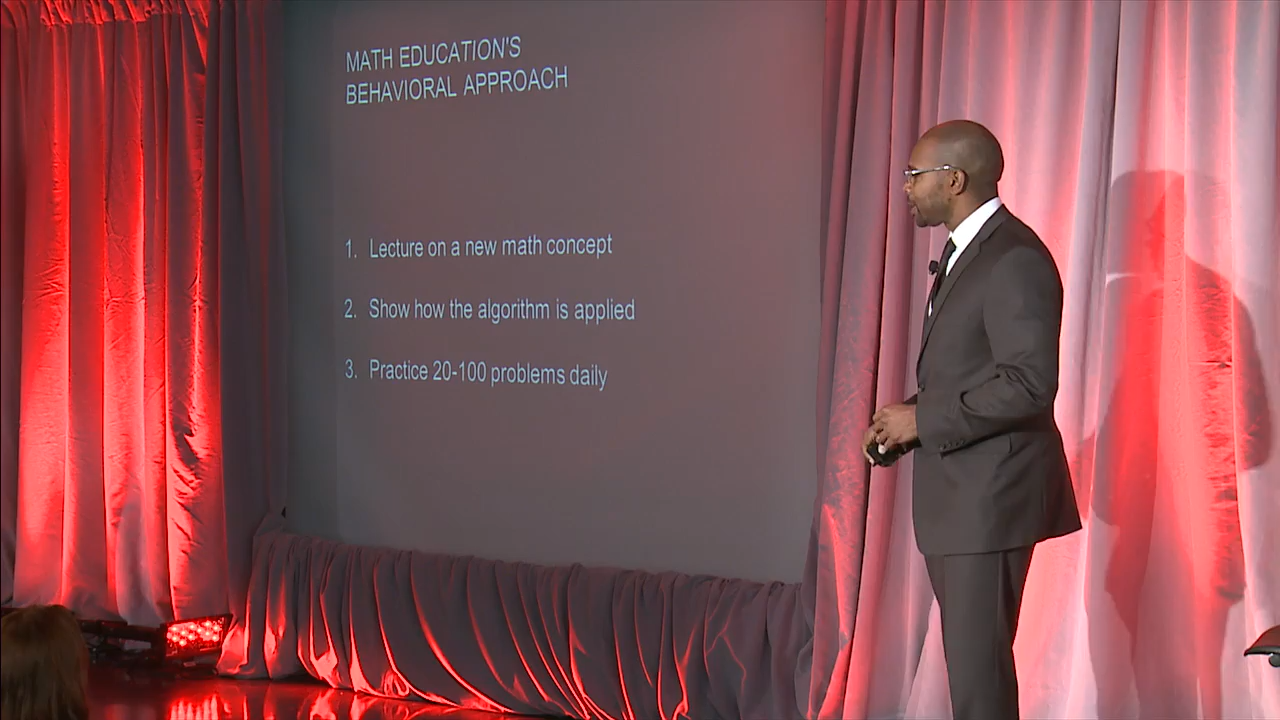 MATH EDUCATION'S
BEHAVIORAL APPROACH
1. Lecture on a new math concept
2. Show how the algorithm is applied
3. Practice 20-100 problems daily